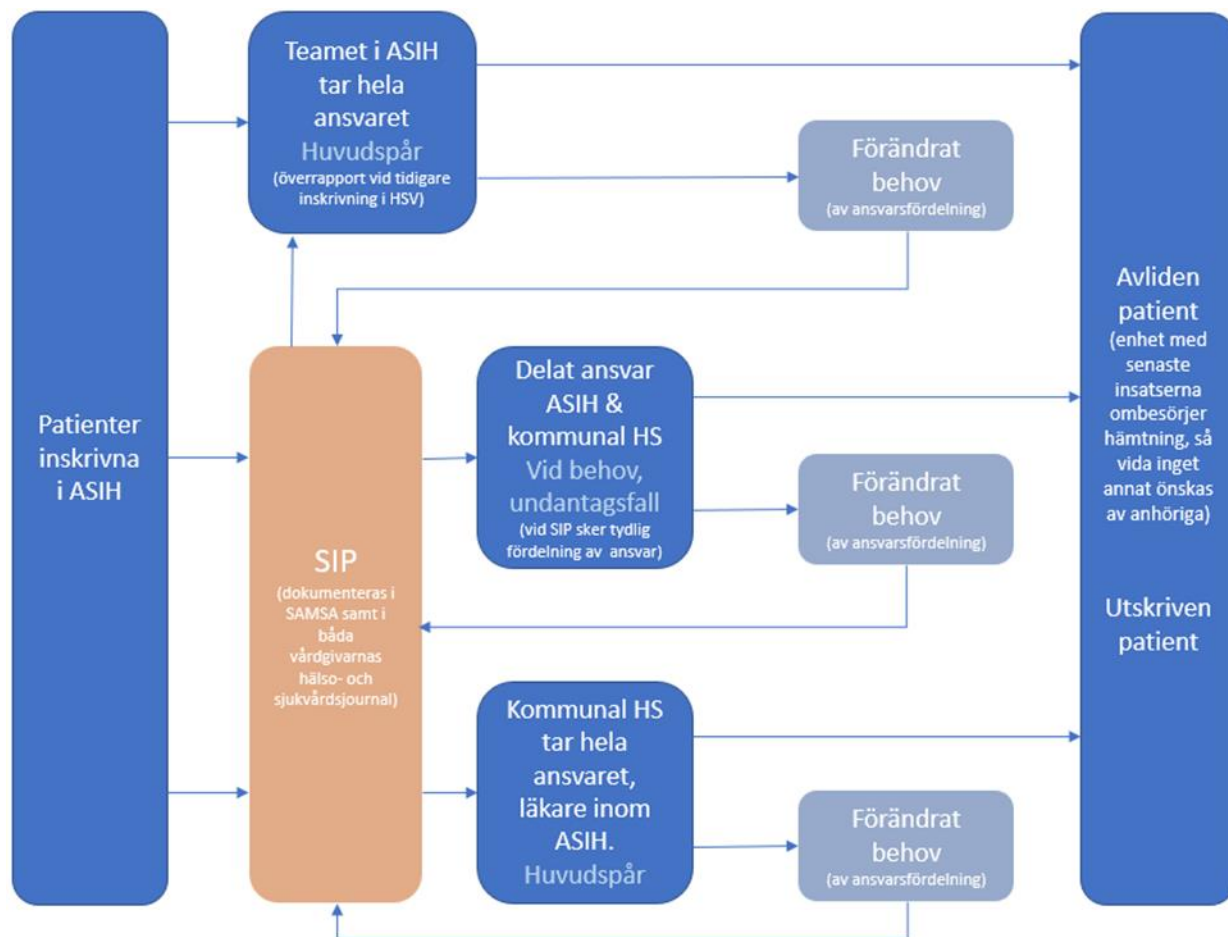 Patienter
inskrivna
i ASIH
Teamet i ASIH
tar hela
ansvaret
Huvudspår
(överrapport vid tidigare
inskrivning i HSV)
Förändrat
behov
(av ansvarsfördelning)
SIP
(dokumenteras i
SAMSA samt i
båda
vårdgivarnas
hälso- och
sjukvårdsjournal)
Delat ansvar
ASIH &
kommunal HS
Vid behov,
undantagsfall
(vid SIP sker tydlig
fördelning av ansvar)
Förändrat
behov
(av ansvarsfördelning)
Kommunal HS
tar hela
ansvaret,
läkare inom
ASIH.
Huvudspår
Förändrat
behov
(av ansvarsfördelning)
Avliden
patient
(enhet med
senaste
insatserna
ombesörjer
hämtning, så
vida inget
annat önskas
av anhöriga)
Utskriven
patient